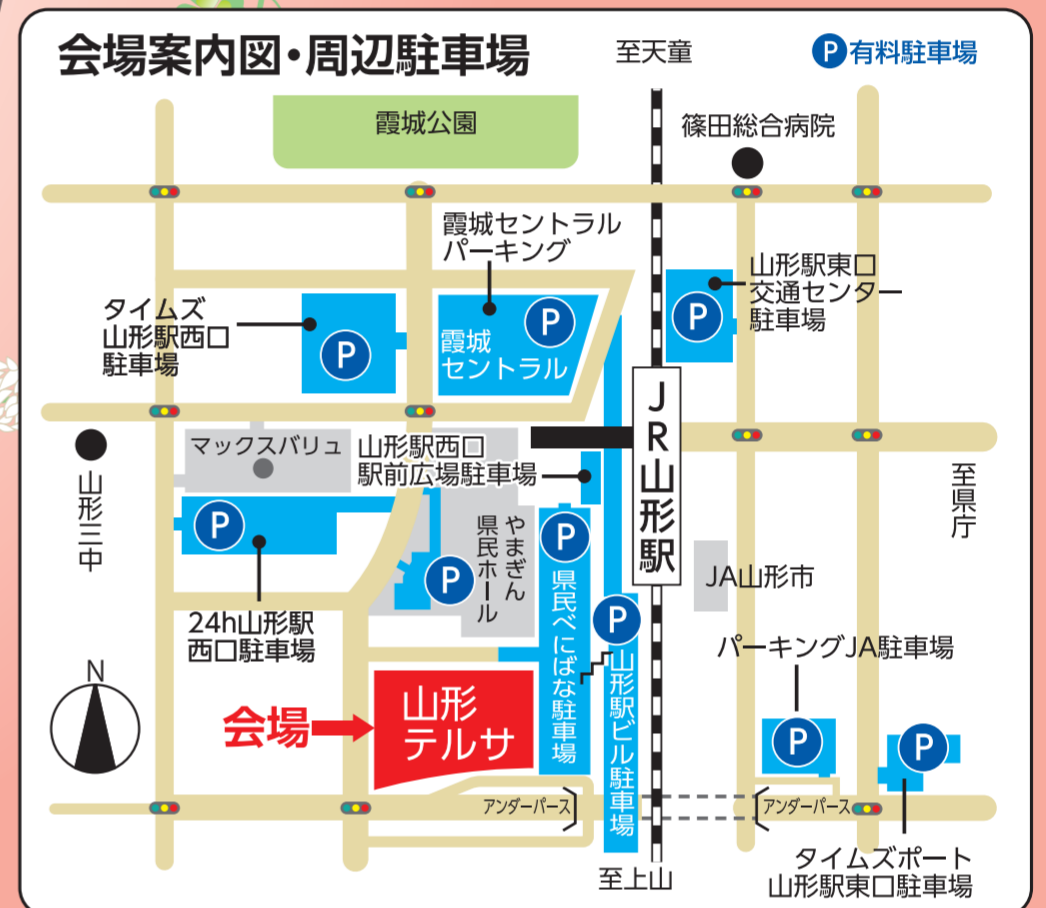 会場案内図・周辺駐車場
至天童
P有料駐車場
霞城公園
篠田総合病院
霞城セントラル
パーキング
山形駅東口
交通センター
駐車場
P
タイムズ
山形駅西口
駐車場
P
P
霞城
セントラル
JR山形駅
マックスバリュ
山形駅西口
駅前広場駐車場
山形三中
至県庁
P
やまぎん
県民ホール
P
P
県民べにばな駐車場
JA山形市
24h山形駅
西口駐車場
P
山形駅ビル駐車場
パーキングJA駐車場
N
会場
山形
テルサ
P
P
アンダーパース
アンダーパース
至上山
タイムズポート
山形駅東口駐車場